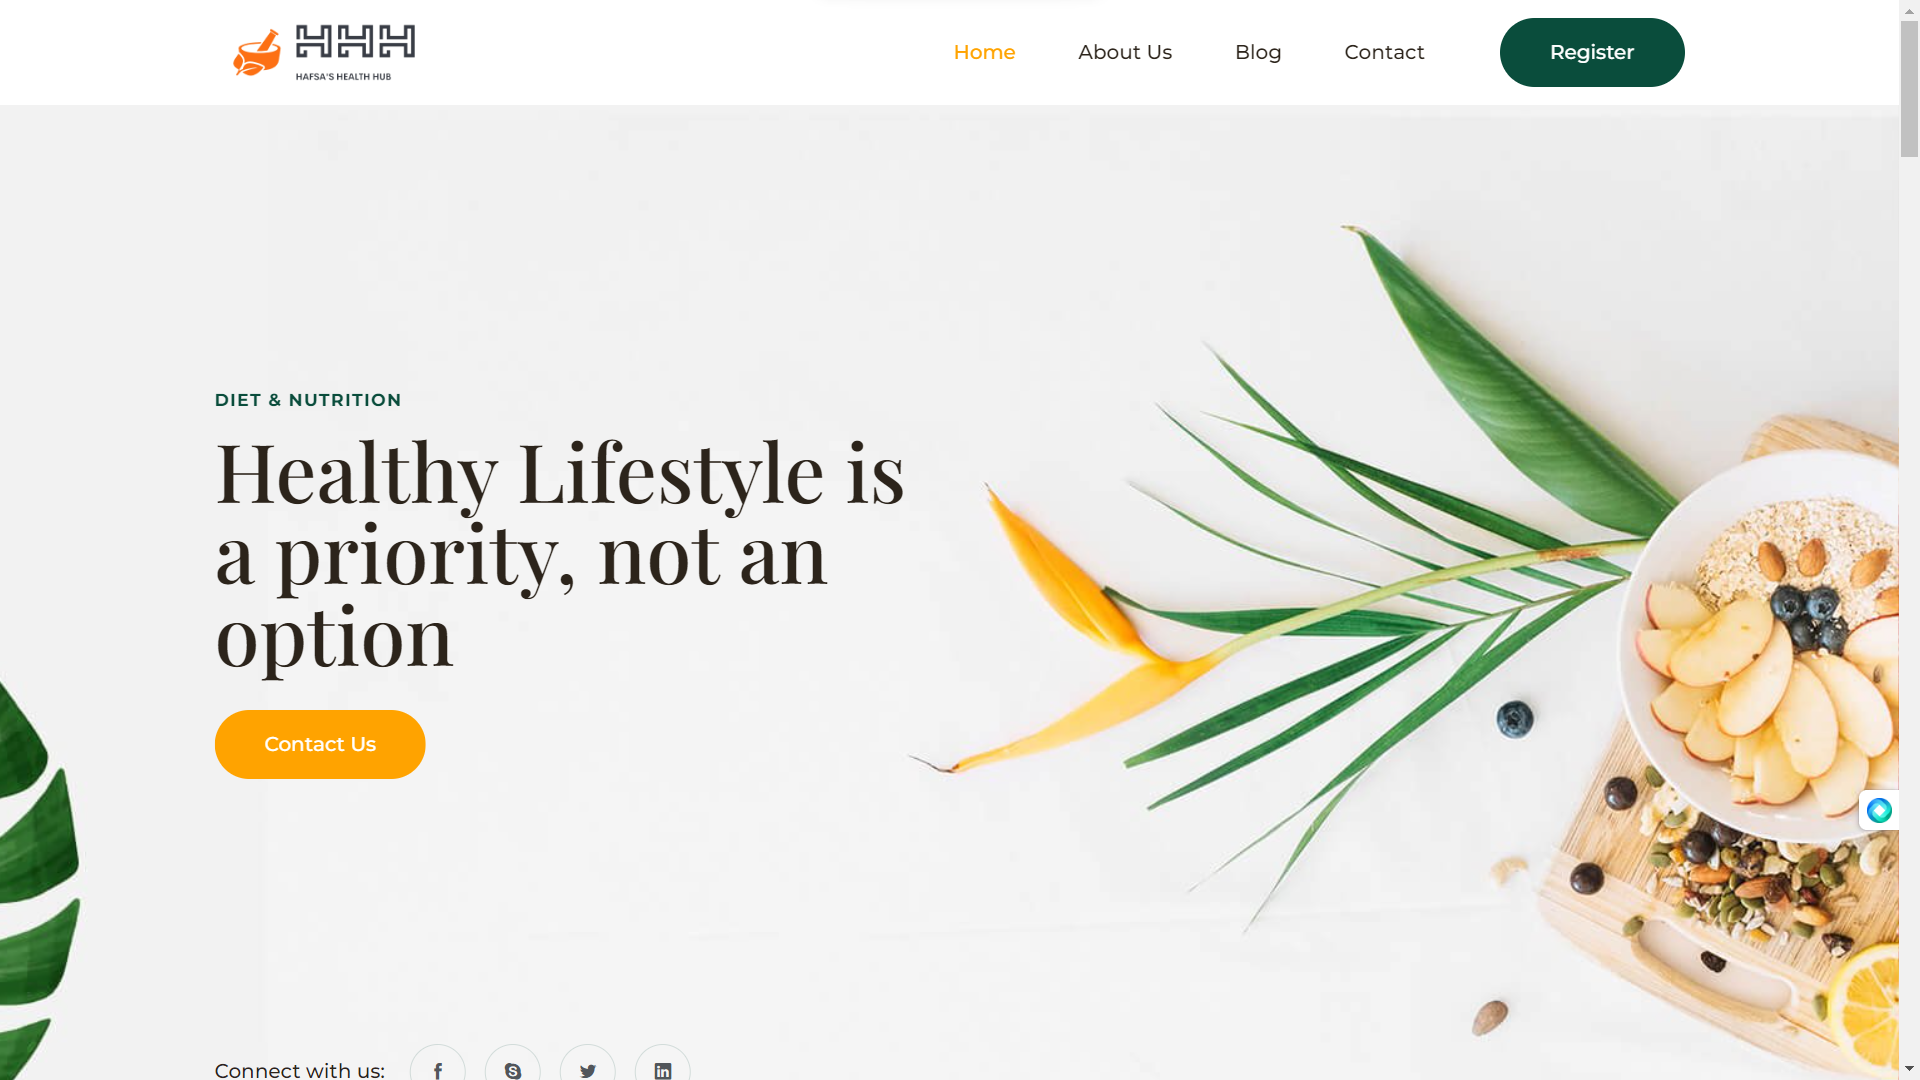 HHH
HAFSA'S HEALTH HUB
Home
About Us
Blog
Contact
Register
DIET & NUTRITION
Healthy Lifestyle is
a priority, not an
option
Contact Us
Connect with us: